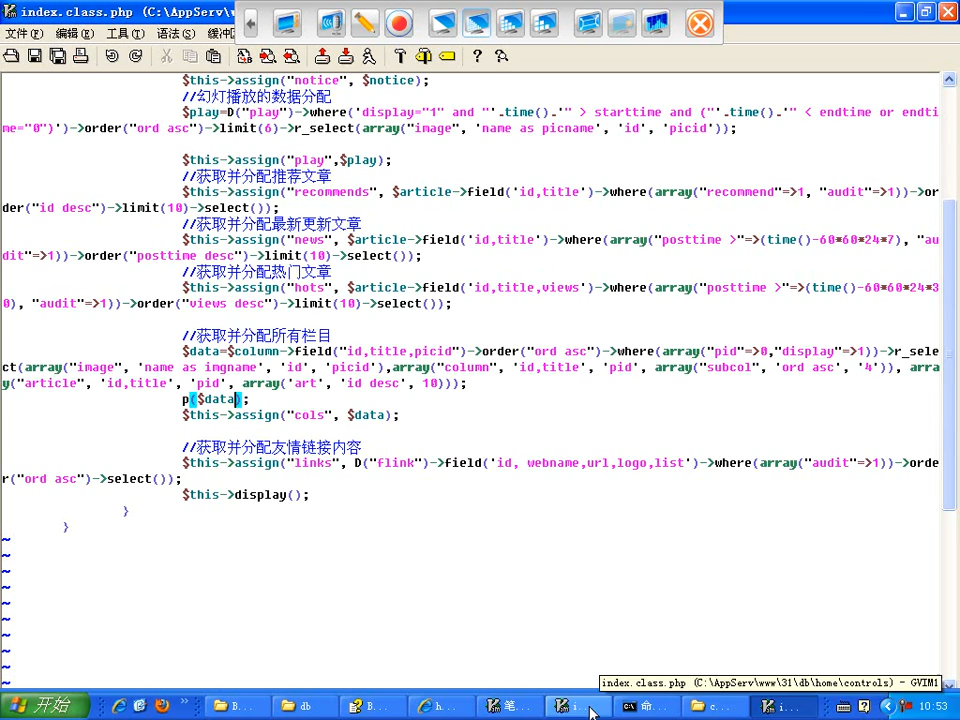 index.class.php (C:\AppServ\w
文件(F) 编辑(E) 工具(T) 语法(S) 缓冲
$this->assign("notice", $notice);
//幻灯播放的数据分配
$play=D("play")->where('display="1" and "'.time().'" > starttime and ("'.time().'" < endtime or endti
me="0")')->order("ord asc")->limit(6)->r_select(array("image", 'name as picname', 'id', 'picid'));
$this->assign("play",$play);
//获取并分配推荐文章
$this->assign("recommends", $article->field('id,title')->where(array("recommend"=>1, "audit"=>1))->or
der("id desc")->limit(10)->select());
//获取并分配最新更新文章
$this->assign("news", $article->field('id,title')->where(array("posttime >"=>(time()-60*60*24*7), "au
dit"=>1))->order("posttime desc")->limit(10)->select());
//获取并分配热门文章
$this->assign("hots", $article->field('id,title,views')->where(array("posttime >"=>(time()-60*60*24*3
0), "audit"=>1))->order("views desc")->limit(10)->select());
//获取并分配所有栏目
$data=$column->field("id,title,picid")->order("ord asc")->where(array("pid"=>0,"display"=>1))->r_sele
ct(array("image", 'name as imgname', 'id', 'picid'),array("column", 'id,title', 'pid', array("subcol", 'ord asc', '4')), arra
y("article", 'id,title', 'pid', array('art', 'id desc', 10)));
p($data);
$this->assign("cols", $data);
//获取并分配友情链接内容
$this->assign("links", D("flink")->field('id, webname,url,logo,list')->where(array("audit"=>1))->orde
r("ord asc")->select());
$this->display();
}
}
~
~
~
~
~
~
~
~
~
~
index.class.php (C:\AppServ\www\31\db\home\controls) - GVIM1
开始 B... db B... h... 笔... i... 命... c... i... 10:53